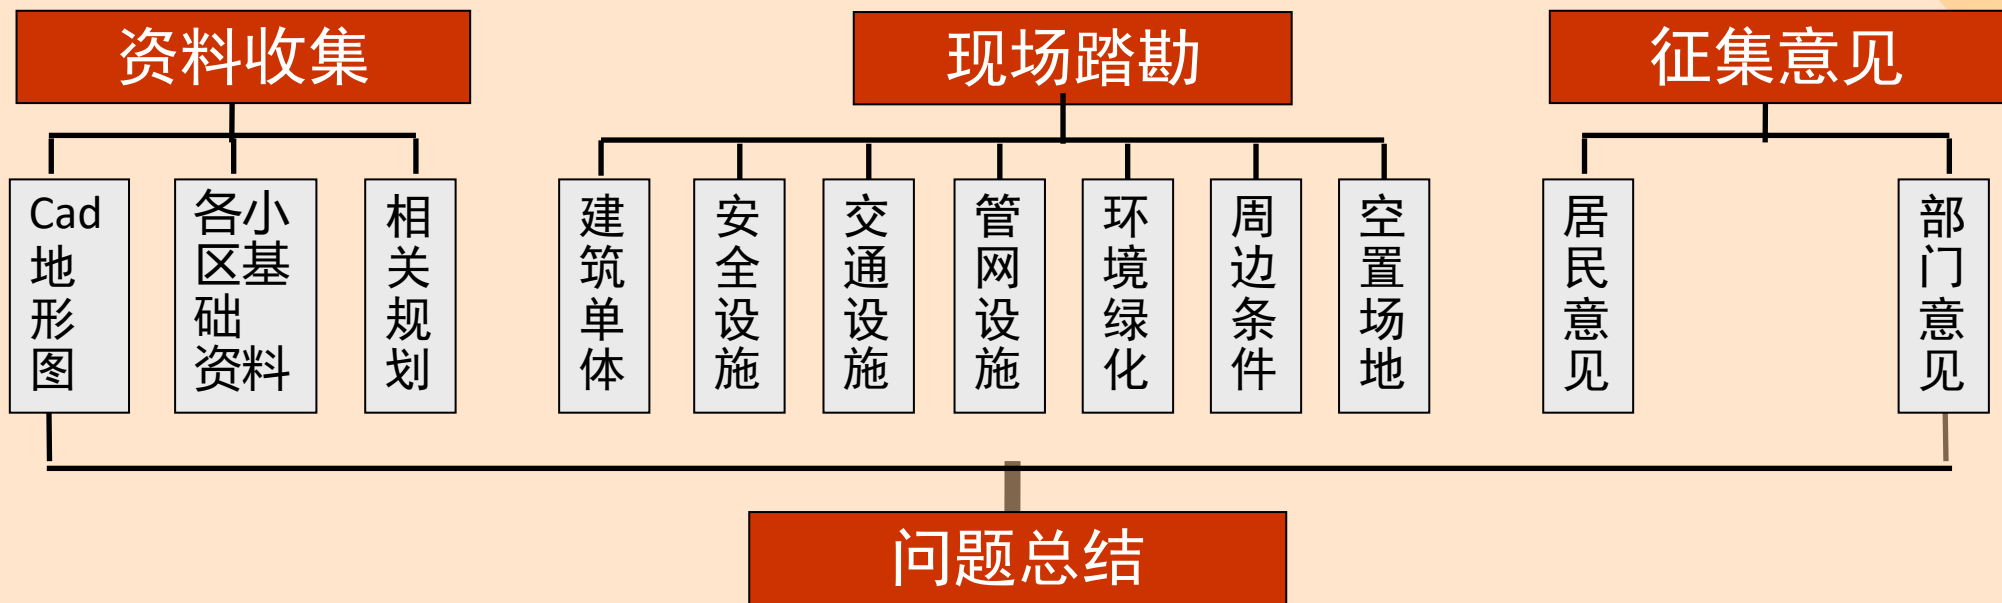 资料收集
现场踏勘
征集意见
Cad
地
形
图
各小
区基
础
资料
相
关
规
划
建
筑
单
体
安
全
设
施
交
通
设
施
管
网
设
施
环
境
绿
化
周
边
条
件
空
置
场
地
居
民
意
见
部
门
意
见
问题总结